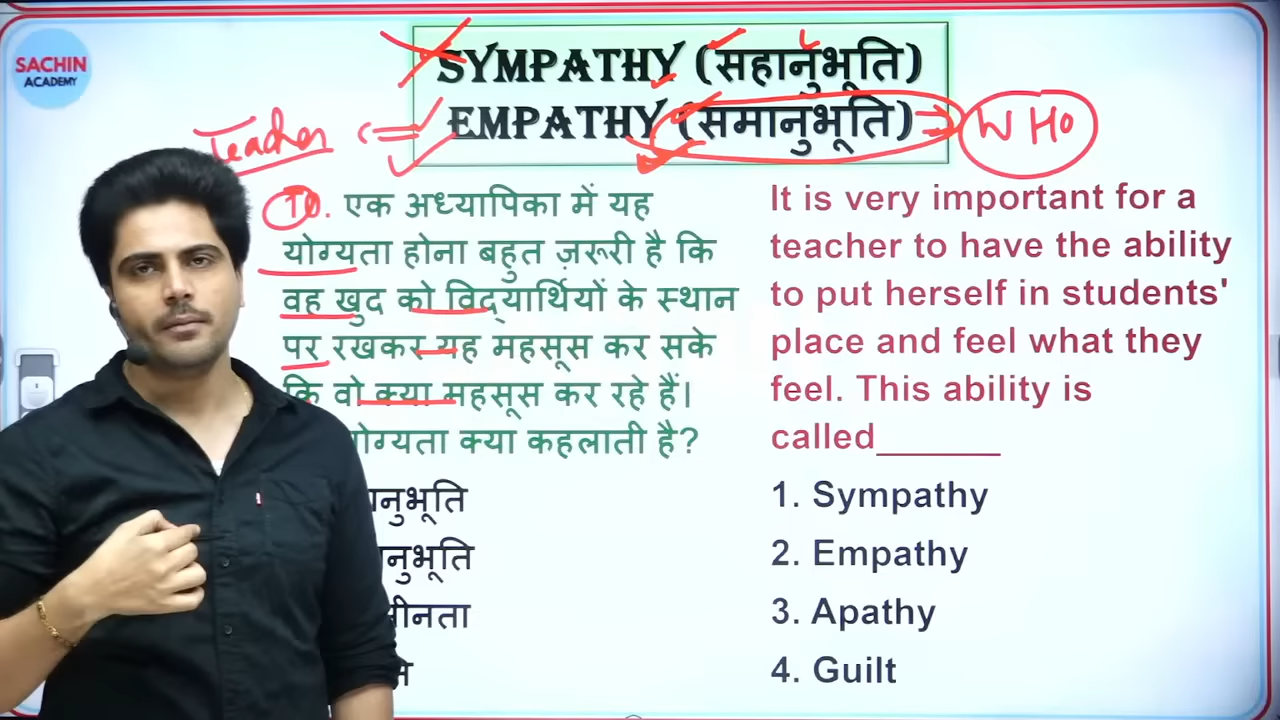 SACHIN
ACADEMY
SYMPATHY (सहानुभूति)
EMPATHY (समानुभूति)
WHO
Teacher
10. एक अध्यापिका में यह
योग्यता होना बहुत ज़रूरी है कि
वह खुद को विद्यार्थियों के स्थान
पर रखकर यह महसूस कर सके
कि वो क्या महसूस कर रहे हैं।
योग्यता क्या कहलाती है?
It is very important for a
teacher to have the ability
to put herself in students'
place and feel what they
feel. This ability is
called______
1. Sympathy
2. Empathy
3. Apathy
4. Guilt